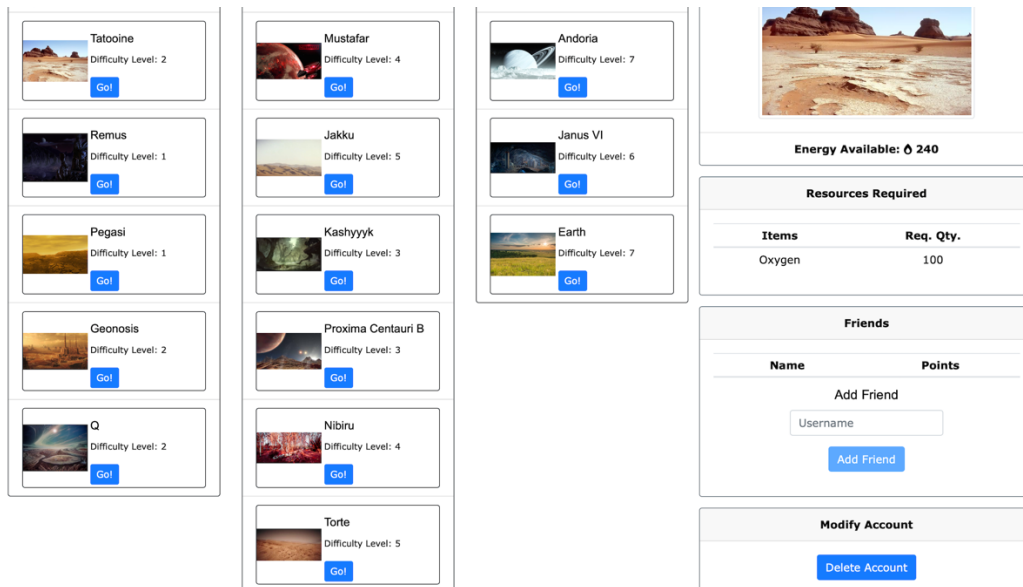 Tatooine
Difficulty Level: 2
Go!
Remus
Difficulty Level: 1
Go!
Pegasi
Difficulty Level: 1
Go!
Geonosis
Difficulty Level: 2
Go!
Q
Difficulty Level: 2
Go!
Mustafar
Difficulty Level: 4
Go!
Jakku
Difficulty Level: 5
Go!
Kashyyyk
Difficulty Level: 3
Go!
Proxima Centauri B
Difficulty Level: 3
Go!
Nibiru
Difficulty Level: 4
Go!
Torte
Difficulty Level: 5
Go!
Andoria
Difficulty Level: 7
Go!
Janus VI
Difficulty Level: 6
Go!
Earth
Difficulty Level: 7
Go!
Energy Available: 240
Resources Required
Items Req. Qty.
Oxygen 100
Friends
Name Points
Add Friend
Username
Add Friend
Modify Account
Delete Account